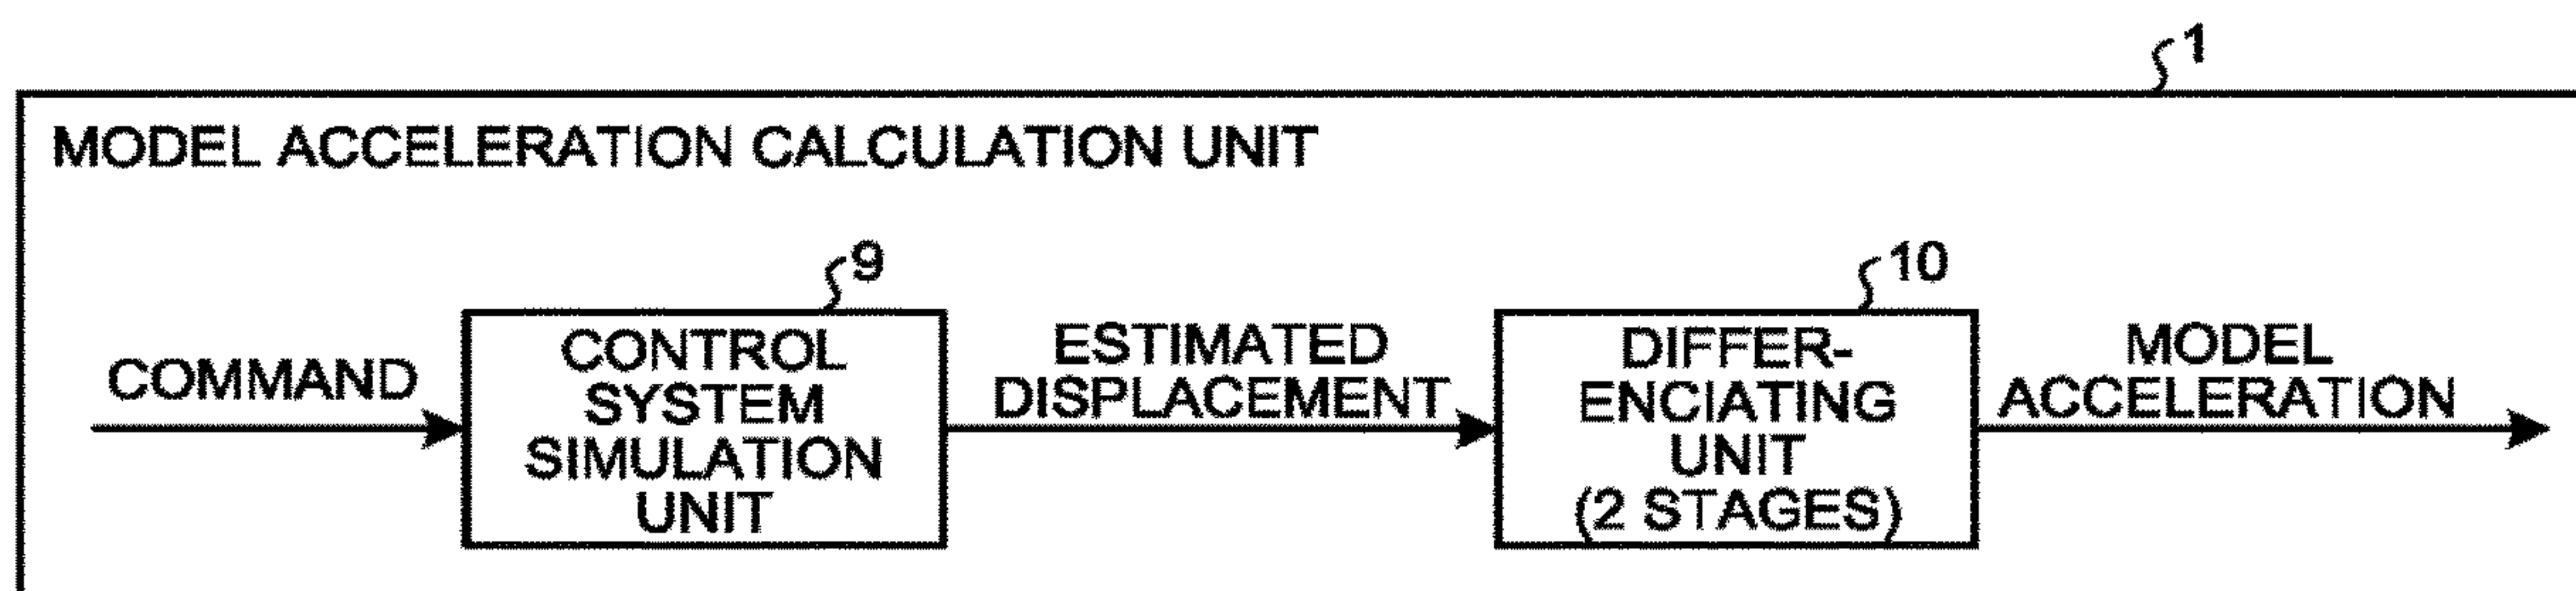 1
MODEL ACCELERATION CALCULATION UNIT
9
10
COMMAND
CONTROL
SYSTEM
SIMULATION
UNIT
ESTIMATED
DISPLACEMENT
DIFFER-
ENCIATING
UNIT
(2 STAGES)
MODEL
ACCELERATION